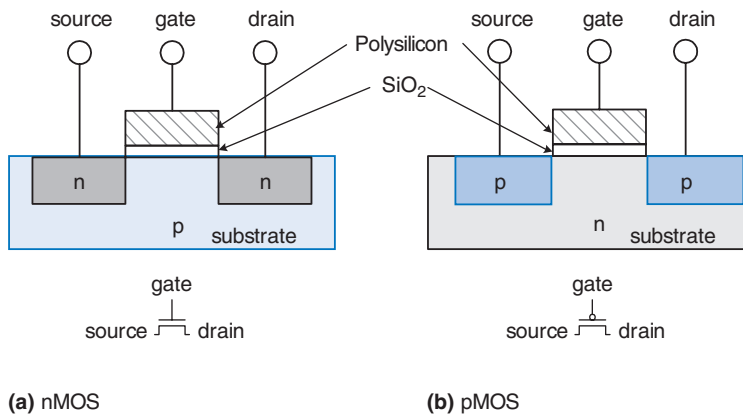 source gate drain
source gate drain
Polysilicon
SiO2
n
n
p
substrate
p
p
n
substrate
gate
source drain
gate
source drain
(a) nMOS
(b) pMOS